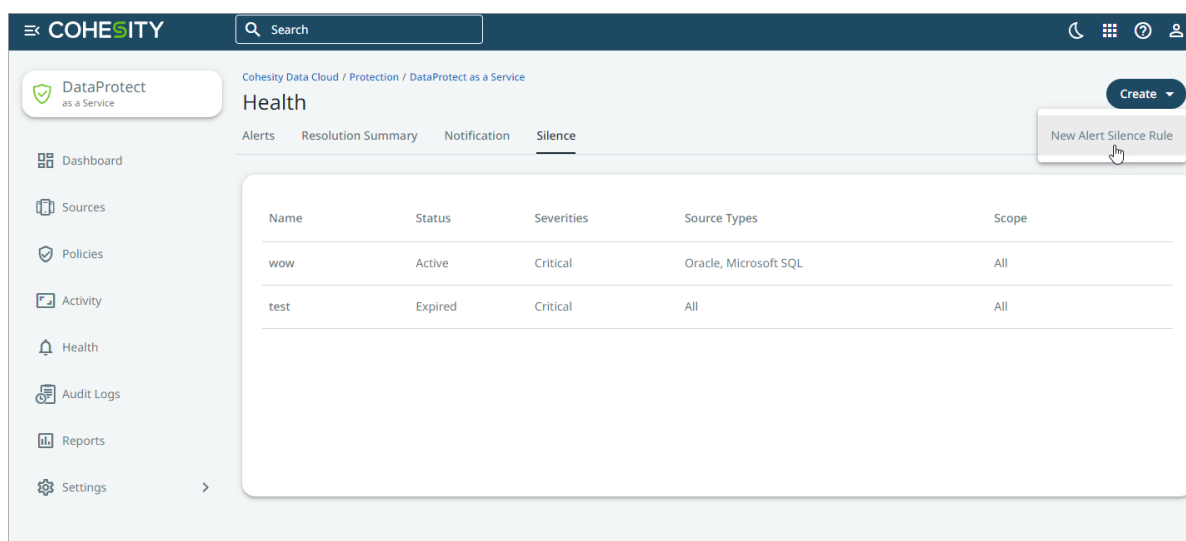 COHESITY
Search
DataProtect
as a Service
Cohesity Data Cloud / Protection / DataProtect as a Service
Health
Create
Alerts Resolution Summary Notification Silence
New Alert Silence Rule
Dashboard
Sources
Policies
Activity
Health
Audit Logs
Reports
Settings
Name Status Severities Source Types Scope
wow Active Critical Oracle, Microsoft SQL All
test Expired Critical All All